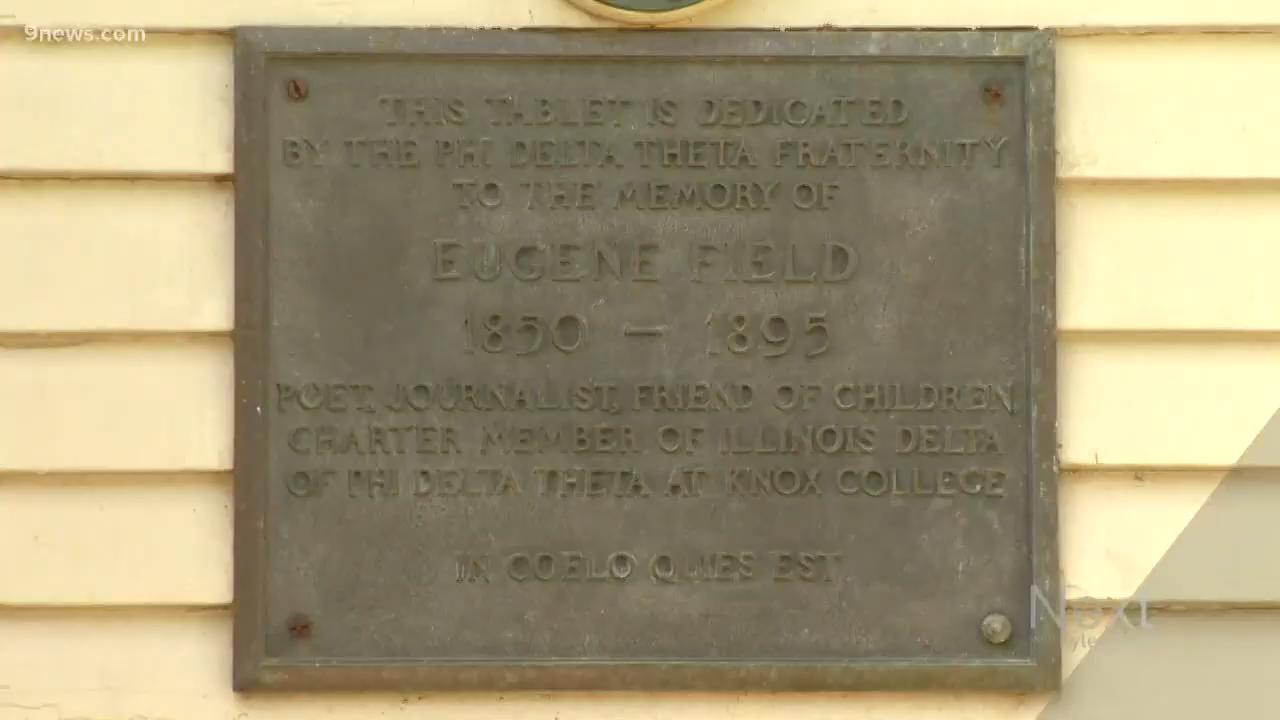 9news.com
THIS TABLET IS DEDICATED
BY THE PHI DELTA THETA FRATERNITY
TO THE MEMORY OF
EUGENE FIELD
1850 — 1895
POET, JOURNALIST, FRIEND OF CHILDREN
CHARTER MEMBER OF ILLINOIS DELTA
OF PHI DELTA THETA AT KNOX COLLEGE
IN COELO QUIES EST
Next